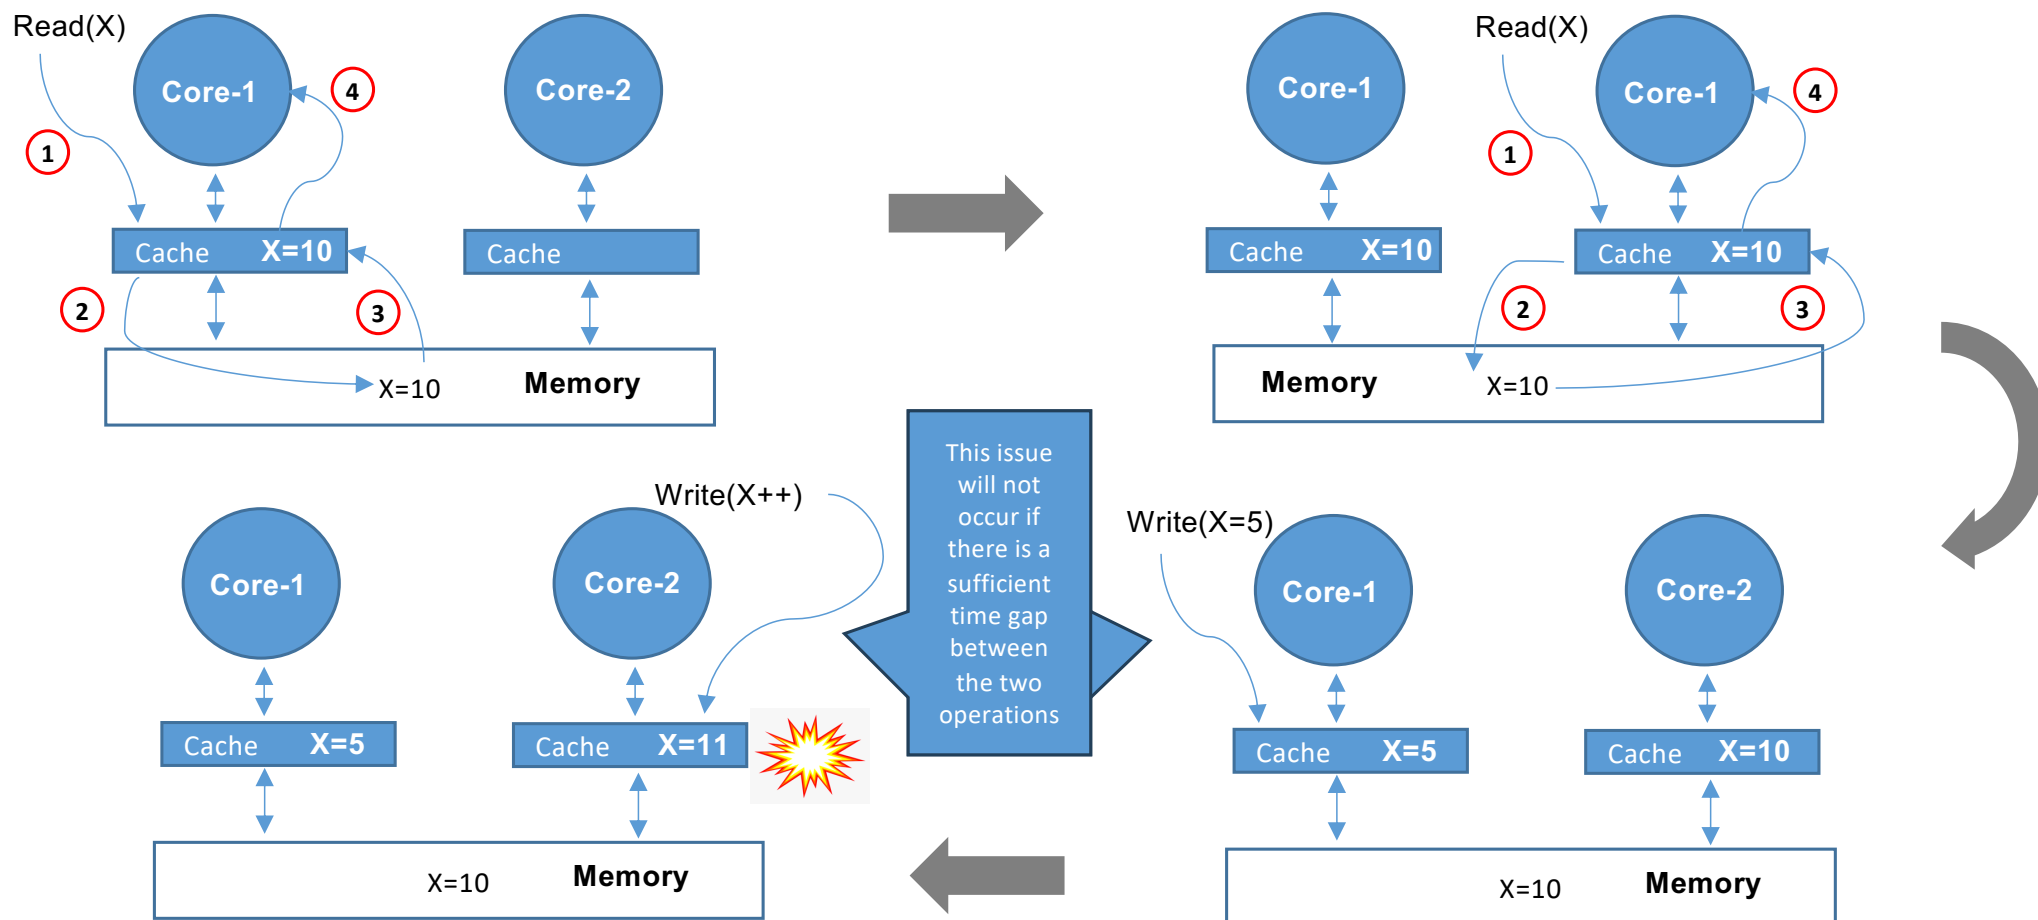 Read(X)
Core-1
4
Core-2
1
Cache X=10
Cache
2
3
X=10
Memory
Read(X)
Core-1
Core-1
4
1
Cache X=10
Cache X=10
2
3
Memory
X=10
This issue
will not
occur if
there is a
sufficient
time gap
between
the two
operations
Write(X=5)
Core-1
Core-2
Cache X=5
Cache X=10
X=10
Memory
Write(X++)
Core-1
Core-2
Cache X=5
Cache X=11
X=10
Memory